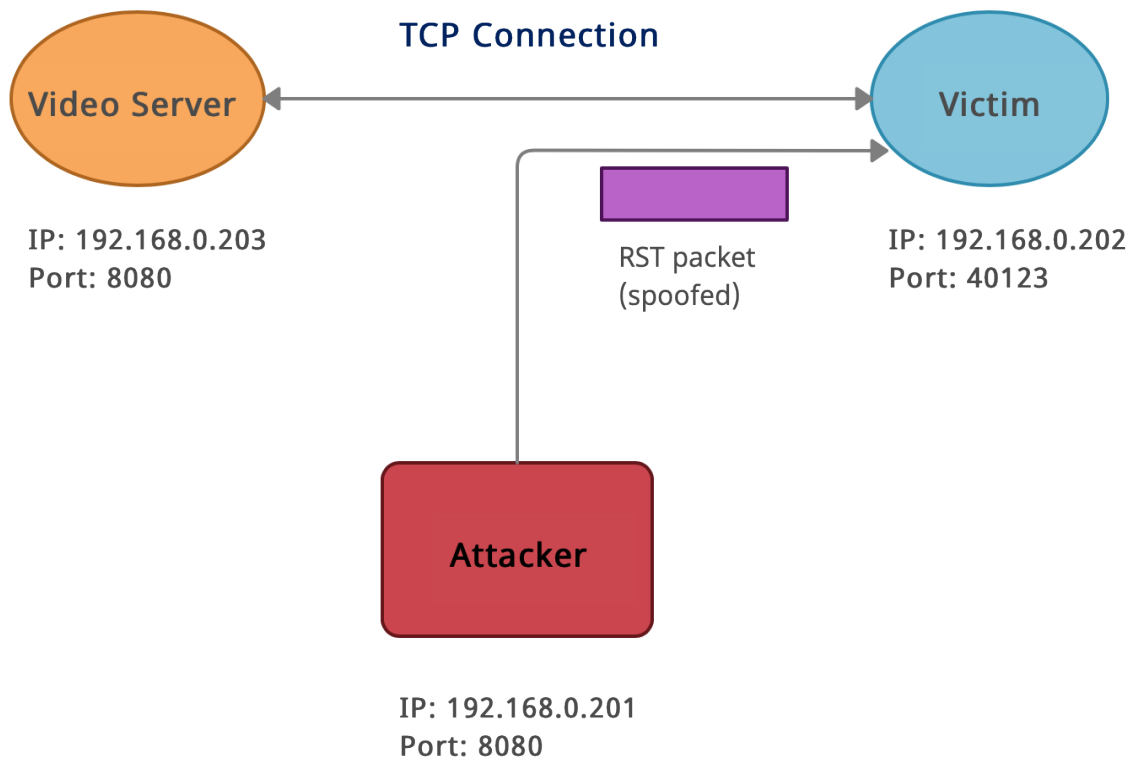 TCP Connection
Video Server
Victim
IP: 192.168.0.203
Port: 8080
RST packet
(spoofed)
IP: 192.168.0.202
Port: 40123
Attacker
IP: 192.168.0.201
Port: 8080